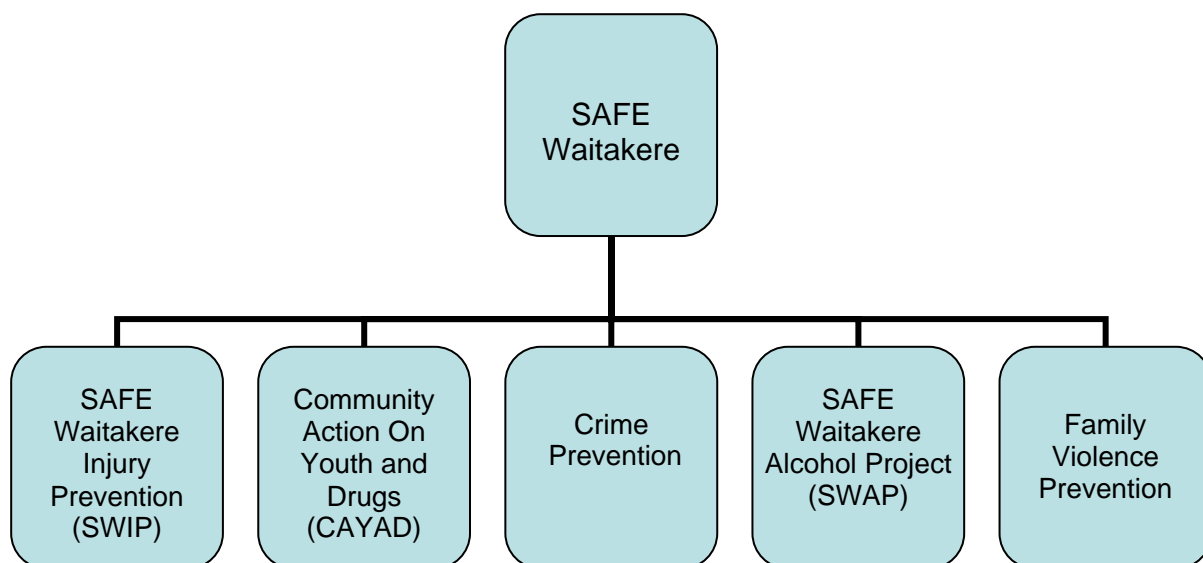 SAFE
Waitakere
SAFE
Waitakere
Injury
Prevention
(SWIP)
Community
Action On
Youth and
Drugs
(CAYAD)
Crime
Prevention
SAFE
Waitakere
Alcohol Project
(SWAP)
Family
Violence
Prevention